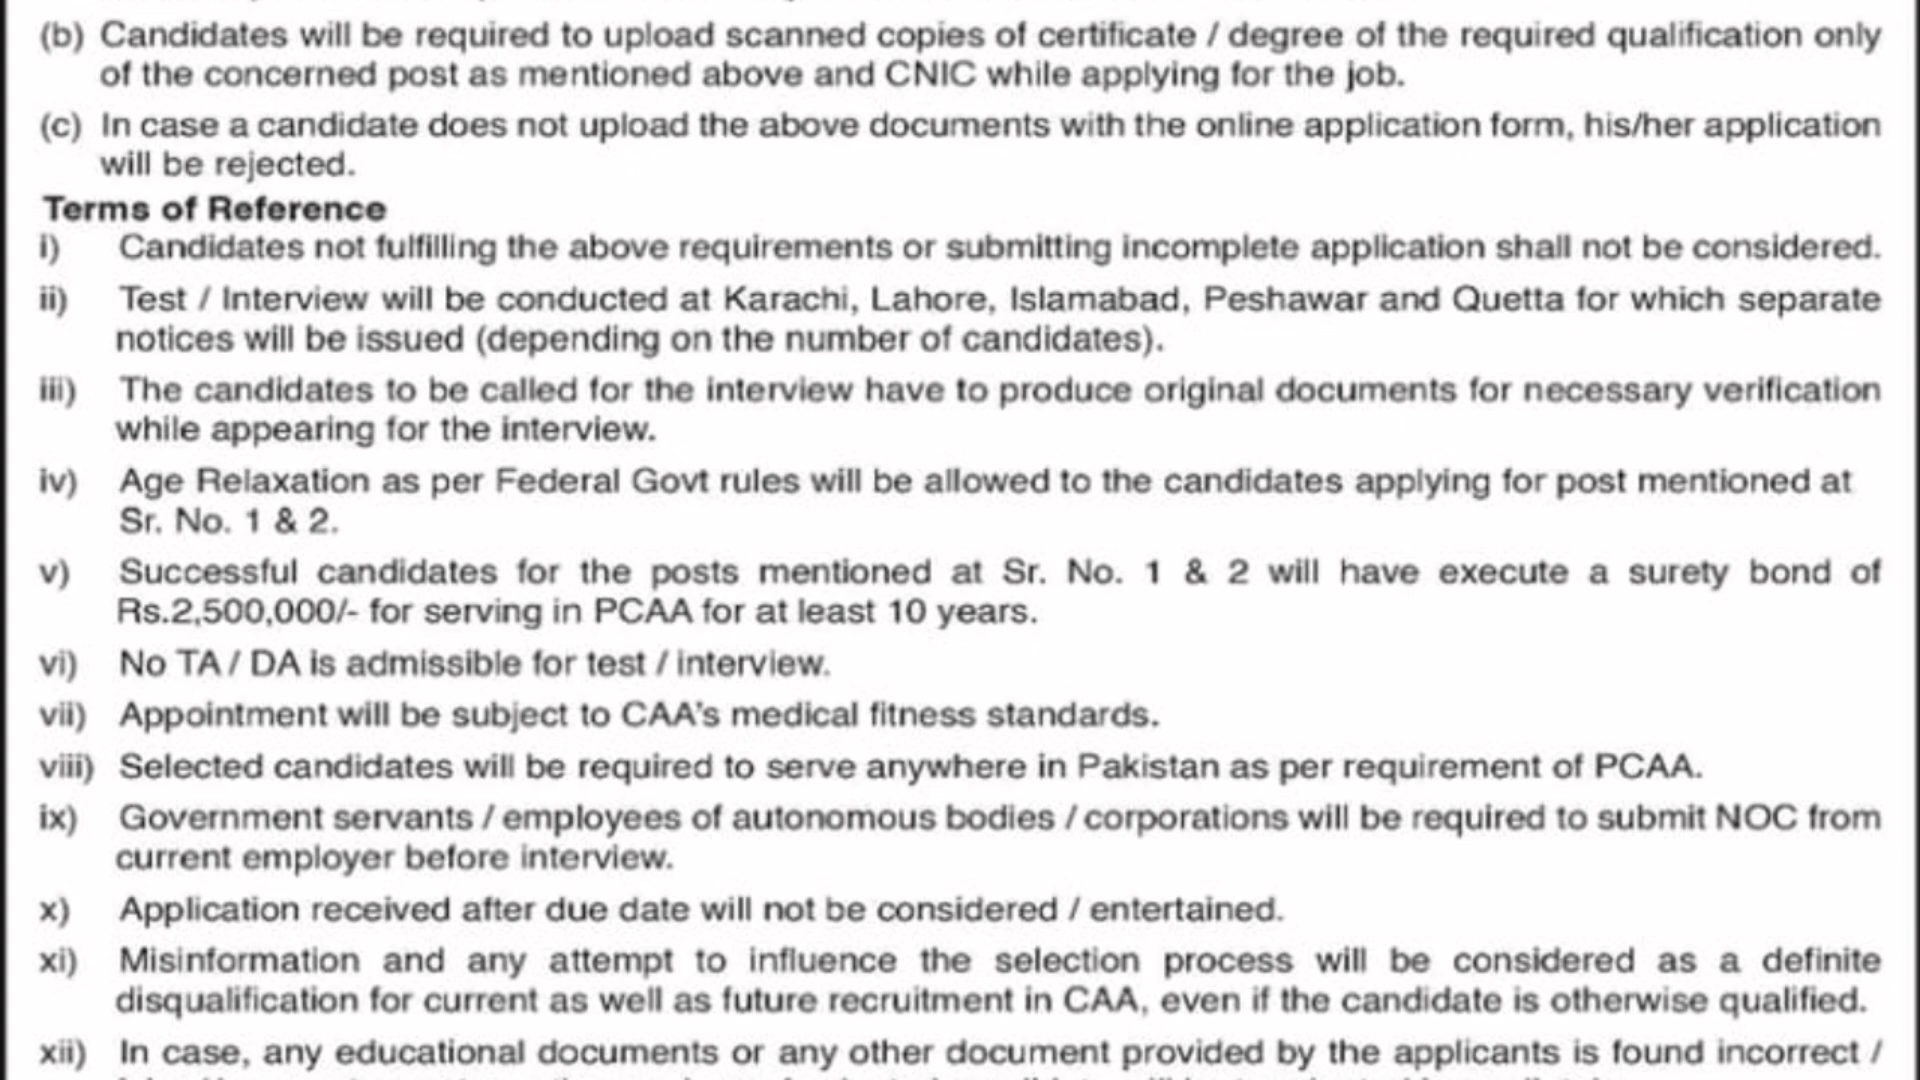 (b) Candidates will be required to upload scanned copies of certificate / degree of the required qualification only
of the concerned post as mentioned above and CNIC while applying for the job.
(c) In case a candidate does not upload the above documents with the online application form, his/her application
will be rejected.
Terms of Reference
i) Candidates not fulfilling the above requirements or submitting incomplete application shall not be considered.
ii) Test / Interview will be conducted at Karachi, Lahore, Islamabad, Peshawar and Quetta for which separate
notices will be issued (depending on the number of candidates).
iii) The candidates to be called for the interview have to produce original documents for necessary verification
while appearing for the interview.
iv) Age Relaxation as per Federal Govt rules will be allowed to the candidates applying for post mentioned at
Sr. No. 1 & 2.
v) Successful candidates for the posts mentioned at Sr. No. 1 & 2 will have execute a surety bond of
Rs.2,500,000/- for serving in PCAA for at least 10 years.
vi) No TA / DA is admissible for test / interview.
vii) Appointment will be subject to CAA's medical fitness standards.
viii) Selected candidates will be required to serve anywhere in Pakistan as per requirement of PCAA.
ix) Government servants / employees of autonomous bodies / corporations will be required to submit NOC from
current employer before interview.
x) Application received after due date will not be considered / entertained.
xi) Misinformation and any attempt to influence the selection process will be considered as a definite
disqualification for current as well as future recruitment in CAA, even if the candidate is otherwise qualified.
xii) In case, any educational documents or any other document provided by the applicants is found incorrect /